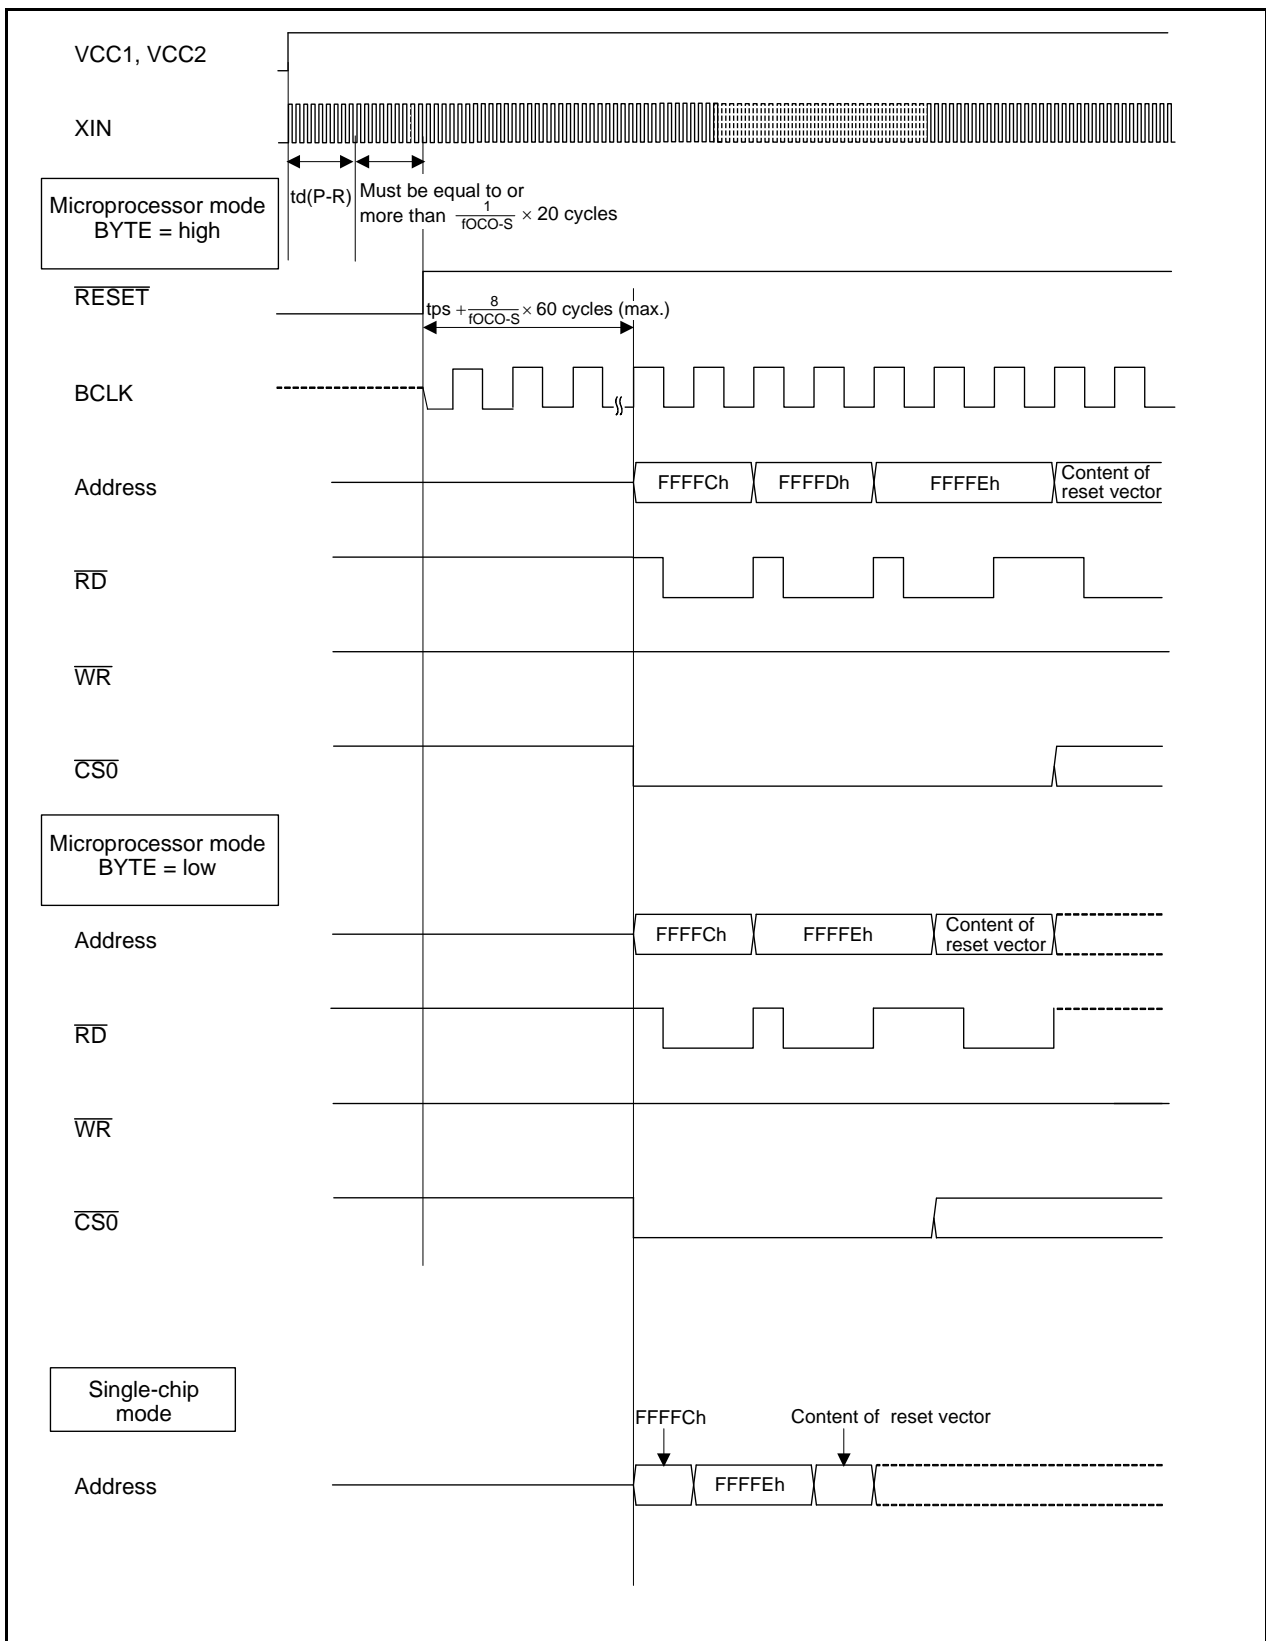 VCC1, VCC2
XIN
td(P-R)
Must be equal to or
more than 1/fOCO-S × 20 cycles
Microprocessor mode
BYTE = high
RESET
tps + 8/fOCO-S × 60 cycles (max.)
BCLK
Address
FFFFCh
FFFFDh
FFFFEh
Content of
reset vector
RD
WR
CS0
Microprocessor mode
BYTE = low
Address
FFFFCh
FFFFEh
Content of
reset vector
RD
WR
CS0
Single-chip
mode
FFFFCh
Content of reset vector
Address
FFFFEh